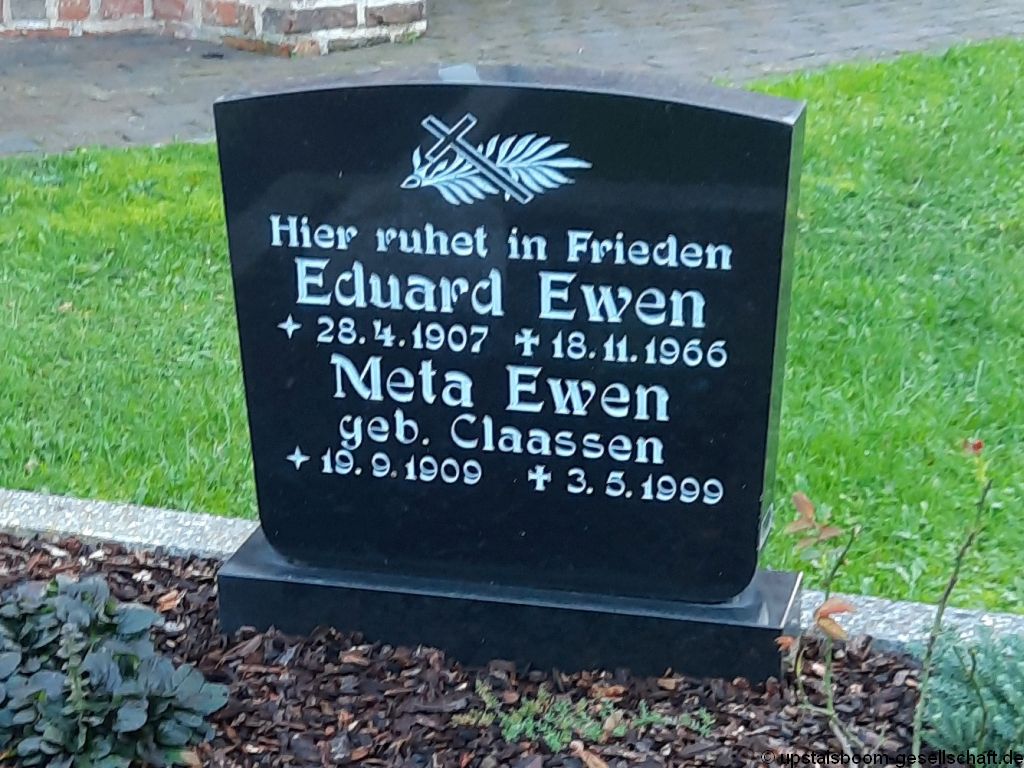 Hier ruhet in Frieden
Eduard Ewen
✦ 28.4.1907 ✝ 18.11.1966
Meta Ewen
geb. Claassen
✦ 19.9.1909 ✝ 3.5.1999
© upstalsboom-gesellschaft.de